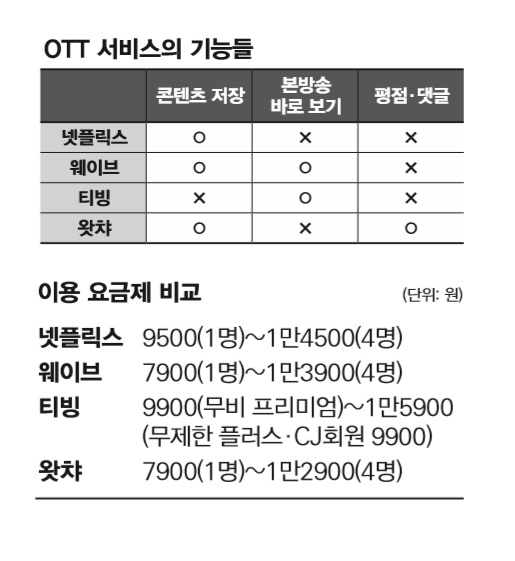 OTT 서비스의 기능들
콘텐츠 저장 본방송 바로 보기 평점·댓글
넷플릭스 ○ × ×
웨이브 ○ ○ ×
티빙 × ○ ×
왓챠 ○ × ○
이용 요금제 비교 (단위: 원)
넷플릭스 9500(1명)~1만4500(4명)
웨이브 7900(1명)~1만3900(4명)
티빙 9900(무비 프리미엄)~1만5900
(무제한 플러스·CJ회원 9900)
왓챠 7900(1명)~1만2900(4명)